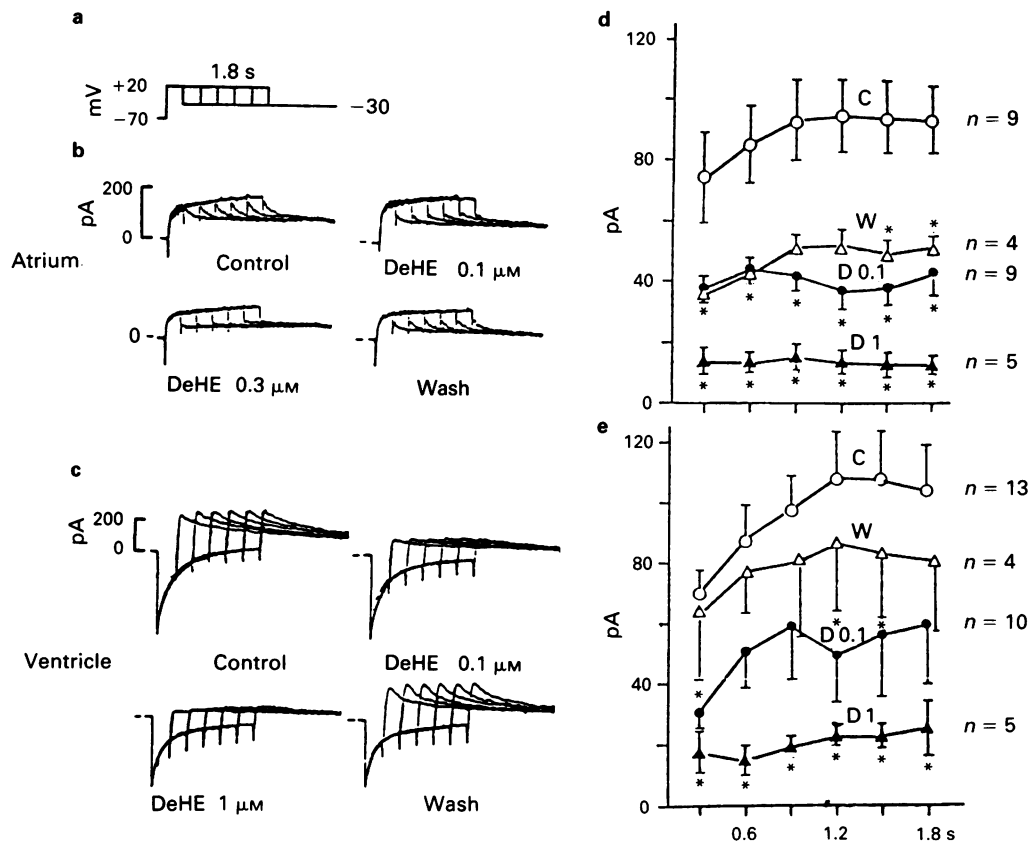 a
1.8 s
mV
+20
−70
−30
b
200
pA
0
Atrium
Control
DeHE 0.1 μM
0
DeHE 0.3 μM
Wash
c
200
pA
0
Ventricle
Control
DeHE 0.1 μM
DeHE 1 μM
Wash
d
120
80
40
0
pA
C
n = 9
W
n = 4
D 0.1
n = 9
D 1
n = 5
* * * * * * * * * * * * *
e
120
80
40
0
pA
C
n = 13
W
n = 4
D 0.1
n = 10
D 1
n = 5
* * * * * * * * *
0.6
1.2
1.8 s